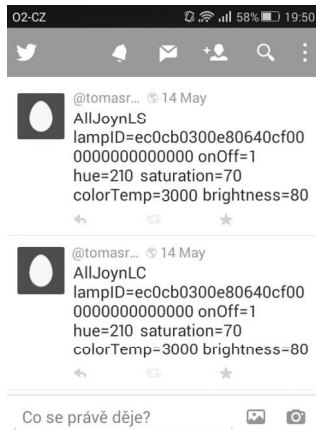 O2-CZ 58% 19:50
@tomasr... 14 May
AllJoynLS
lampID=ec0cb0300e80640cf00
0000000000000 onOff=1
hue=210 saturation=70
colorTemp=3000 brightness=80
@tomasr... 14 May
AllJoynLC
lampID=ec0cb0300e80640cf00
0000000000000 onOff=1
hue=210 saturation=70
colorTemp=3000 brightness=80
Co se právě děje?